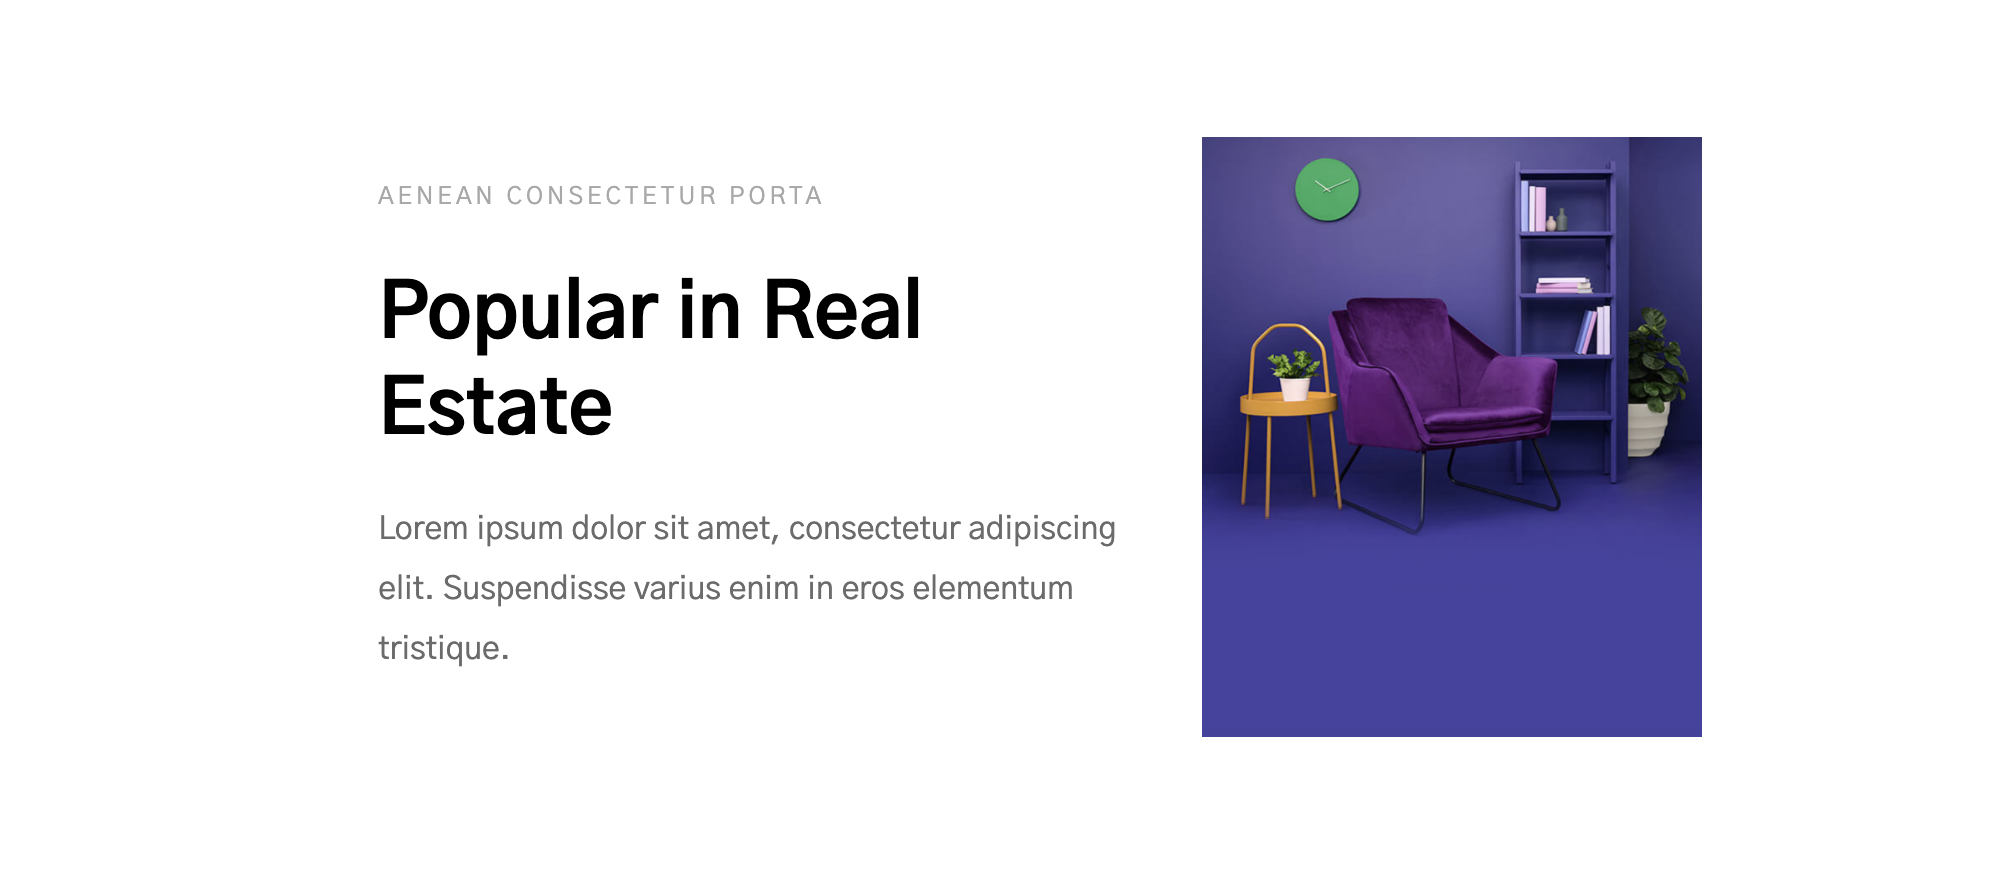 AENEAN CONSECTETUR PORTA
Popular in Real
Estate
Lorem ipsum dolor sit amet, consectetur adipiscing
elit. Suspendisse varius enim in eros elementum
tristique.